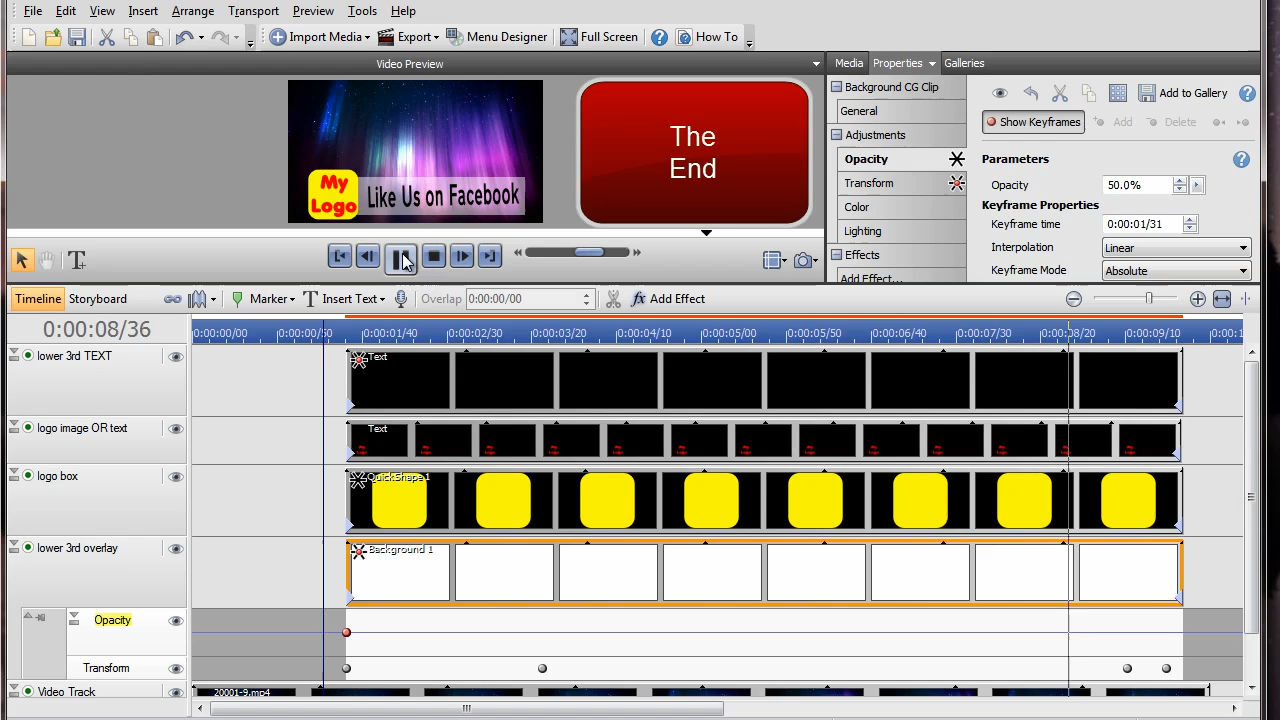 File Edit View Insert Arrange Transport Preview Tools Help
Import Media Export Menu Designer Full Screen How To
Video Preview
Media Properties Galleries
My
Logo
Like Us on Facebook
The
End
Background CG Clip
General
Adjustments
Opacity
Transform
Color
Lighting
Effects
Add Effect...
Add to Gallery
Show Keyframes Add Delete
Parameters
Opacity 50.0%
Keyframe Properties
Keyframe time 0:00:01/31
Interpolation Linear
Keyframe Mode Absolute
Timeline Storyboard Marker Insert Text Overlap 0:00:00/00 Add Effect
0:00:08/36
0:00:00/00 0:00:00/50 0:00:01/40 0:00:02/30 0:00:03/20 0:00:04/10 0:00:05/00 0:00:05/50 0:00:06/40 0:00:07/30 0:00:08/20 0:00:09/10
lower 3rd TEXT Text
logo image OR text Text
logo box QuickShape 1
lower 3rd overlay Background 1
Opacity
Transform
Video Track 20001-9.mp4